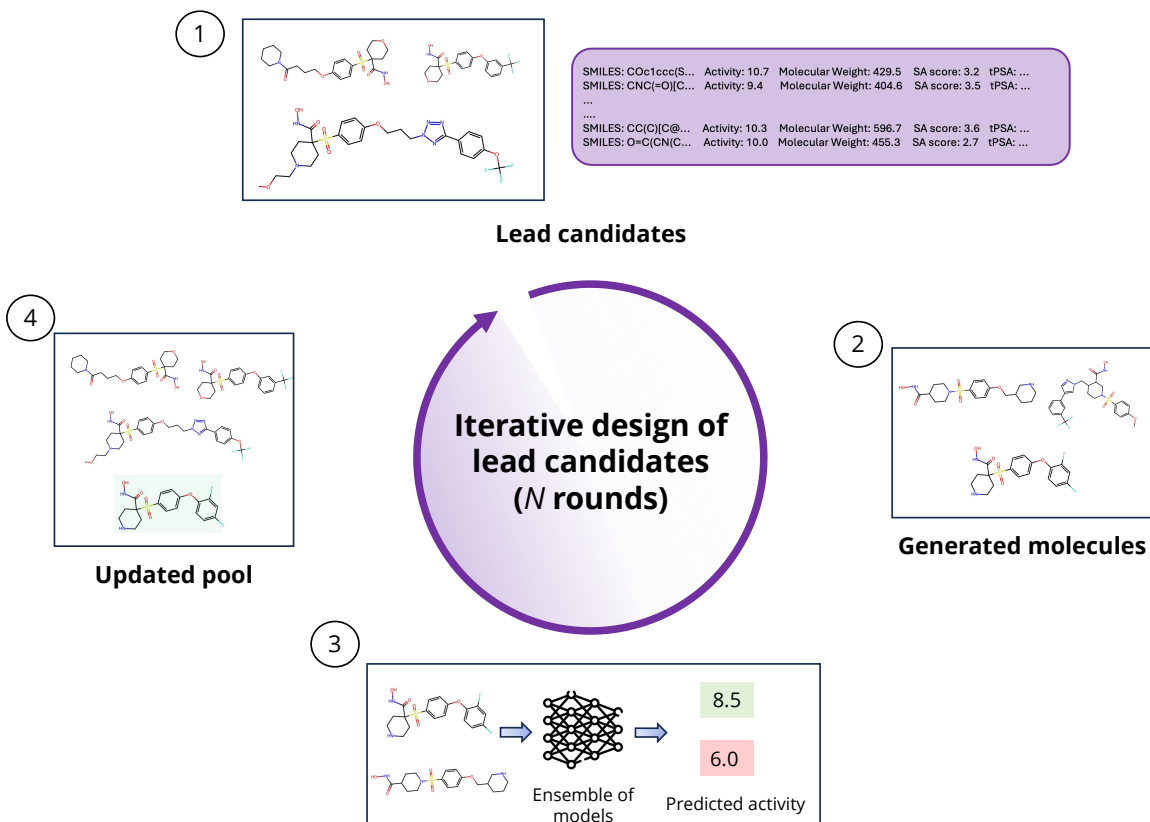 1
SMILES: COc1ccc(S... Activity: 10.7 Molecular Weight: 429.5 SA score: 3.2 tPSA: ...
SMILES: CNC(=O)[C... Activity: 9.4 Molecular Weight: 404.6 SA score: 3.5 tPSA: ...
...
....
SMILES: CC(C)[C@... Activity: 10.3 Molecular Weight: 596.7 SA score: 3.6 tPSA: ...
SMILES: O=C(CN(C... Activity: 10.0 Molecular Weight: 455.3 SA score: 2.7 tPSA: ...
Lead candidates
4
2
Iterative design of
lead candidates
(N rounds)
Updated pool
Generated molecules
3
8.5
6.0
Ensemble of
models
Predicted activity